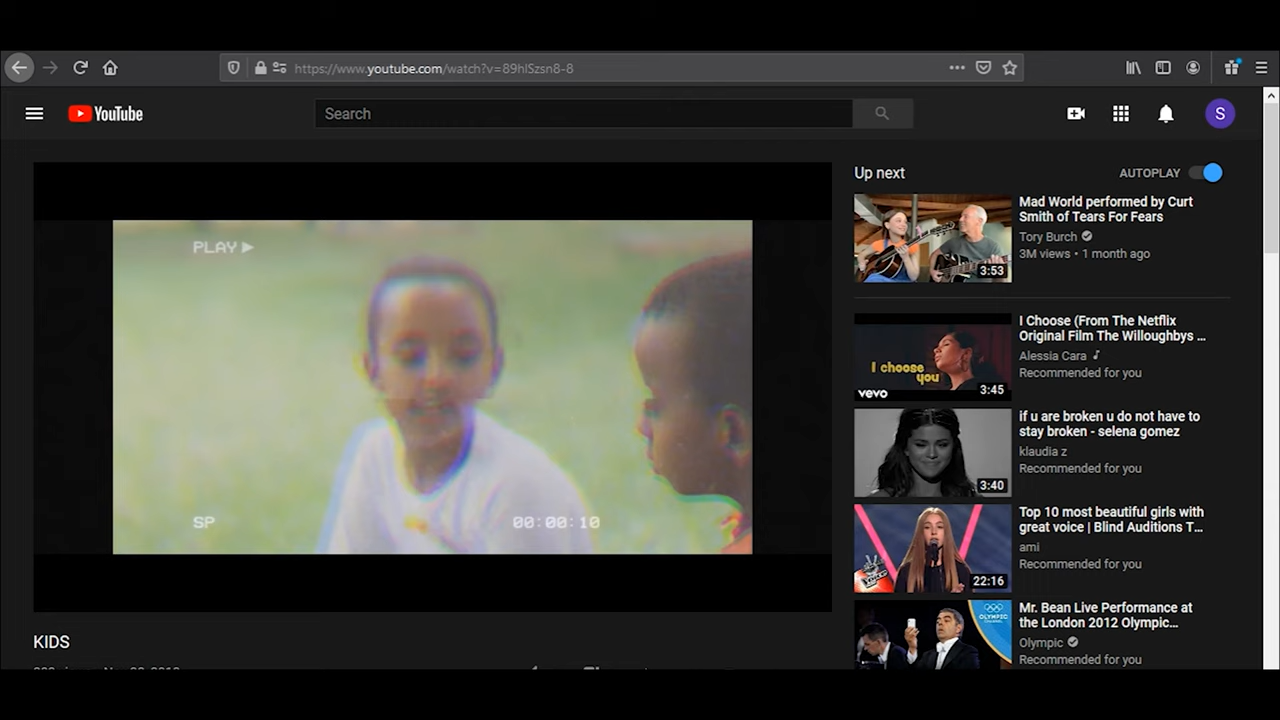 https://www.youtube.com/watch?v=89hlSzsn8-8
YouTube
Search
S
PLAY
SP
00:00:10
KIDS
Up next
AUTOPLAY
Mad World performed by Curt
Smith of Tears For Fears
Tory Burch
3M views • 1 month ago
3:53
I Choose (From The Netflix
Original Film The Willoughbys ...
Alessia Cara
Recommended for you
I choose
you
vevo
3:45
if u are broken u do not have to
stay broken - selena gomez
klaudia z
Recommended for you
3:40
Top 10 most beautiful girls with
great voice | Blind Auditions T...
ami
Recommended for you
22:16
Mr. Bean Live Performance at
the London 2012 Olympic...
Olympic
Recommended for you
OLYMPIC
CHANNEL